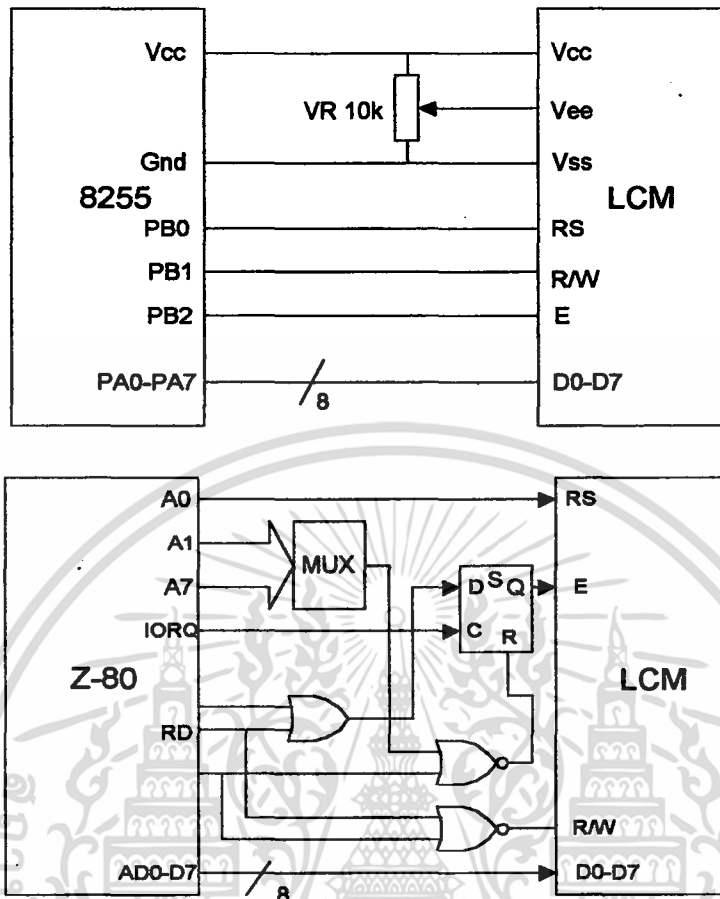 Vcc Vcc
VR 10k Vee
Gnd Vss
8255 LCM
PB0 RS
PB1 R/W
PB2 E
PA0-PA7 8 D0-D7
A0 RS
A1 MUX
A7 D S Q E
IORQ C R
Z-80 LCM
RD
R/W
AD0-D7 8 D0-D7